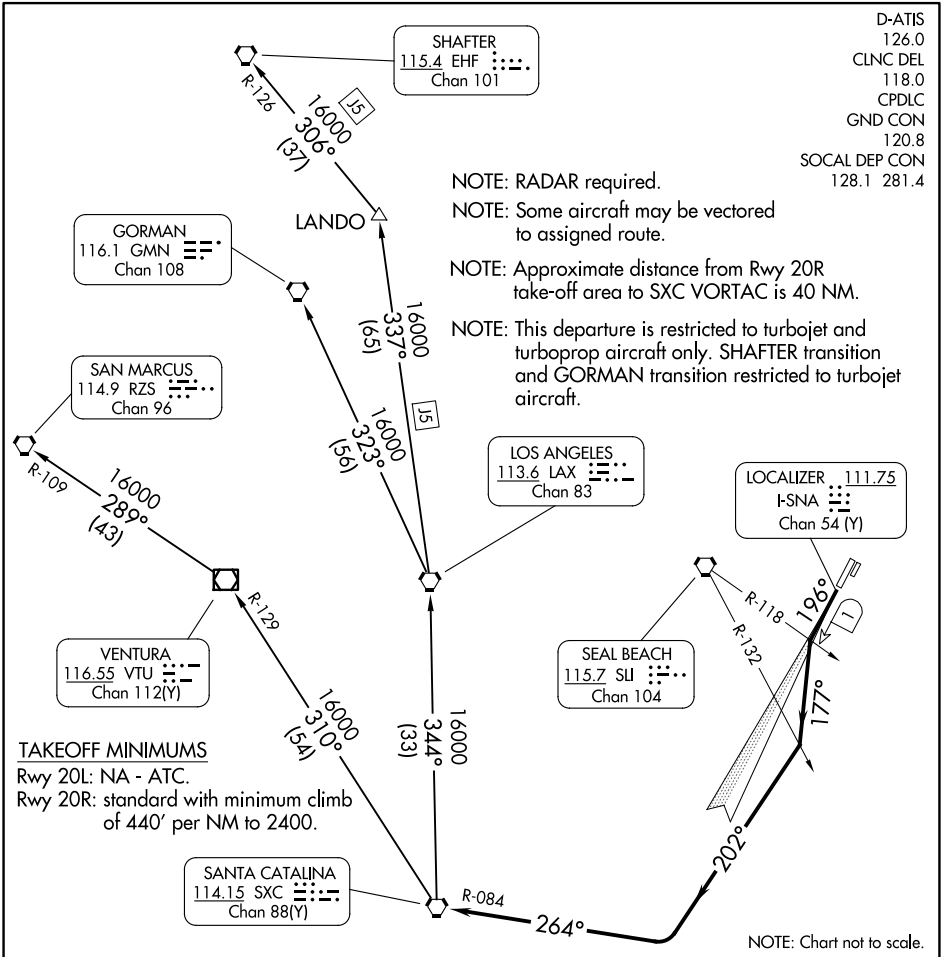 D-ATIS
126.0
CLNC DEL
118.0
CPDLC
GND CON
120.8
SOCAL DEP CON
128.1 281.4
SHAFTER
115.4 EHF
Chan 101
R-126
16000
J5
306°
(37)
NOTE: RADAR required.
NOTE: Some aircraft may be vectored
to assigned route.
NOTE: Approximate distance from Rwy 20R
take-off area to SXC VORTAC is 40 NM.
NOTE: This departure is restricted to turbojet and
turboprop aircraft only. SHAFTER transition
and GORMAN transition restricted to turbojet
aircraft.
LANDO
GORMAN
116.1 GMN
Chan 108
16000
337°
(65)
J5
16000
323°
(56)
SAN MARCUS
114.9 RZS
Chan 96
R-109
16000
289°
(43)
LOS ANGELES
113.6 LAX
Chan 83
LOCALIZER 111.75
I-SNA
Chan 54 (Y)
196°
1
R-118
R-132
177°
SEAL BEACH
115.7 SLI
Chan 104
R-129
VENTURA
116.55 VTU
Chan 112(Y)
16000
310°
(54)
16000
344°
(33)
TAKEOFF MINIMUMS
Rwy 20L: NA - ATC.
Rwy 20R: standard with minimum climb
of 440' per NM to 2400.
202°
SANTA CATALINA
114.15 SXC
Chan 88(Y)
R-084
264°
NOTE: Chart not to scale.